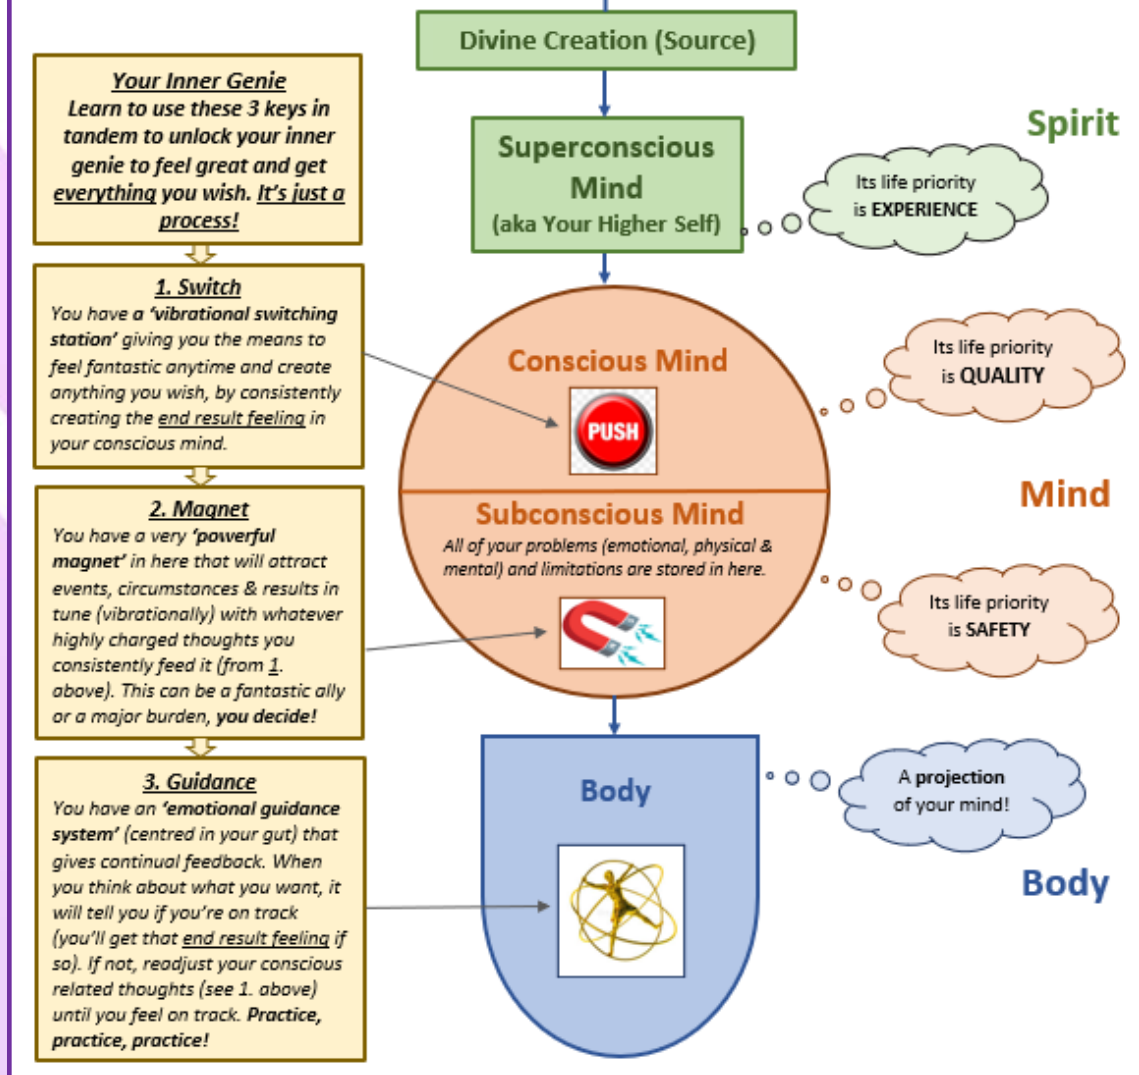 Divine Creation (Source)
Your Inner Genie
Learn to use these 3 keys in
tandem to unlock your inner
genie to feel great and get
everything you wish. It's just a
process!
Superconscious
Mind
(aka Your Higher Self)
Spirit
Its life priority
is EXPERIENCE
1. Switch
You have a 'vibrational switching
station' giving you the means to
feel fantastic anytime and create
anything you wish, by consistently
creating the end result feeling in
your conscious mind.
Conscious Mind
PUSH
Its life priority
is QUALITY
Mind
2. Magnet
You have a very 'powerful
magnet' in here that will attract
events, circumstances & results in
tune (vibrationally) with whatever
highly charged thoughts you
consistently feed it (from 1.
above). This can be a fantastic ally
or a major burden, you decide!
Subconscious Mind
All of your problems (emotional, physical &
mental) and limitations are stored in here.
Its life priority
is SAFETY
3. Guidance
You have an 'emotional guidance
system' (centred in your gut) that
gives continual feedback. When
you think about what you want, it
will tell you if you're on track
(you'll get that end result feeling if
so). If not, readjust your conscious
related thoughts (see 1. above)
until you feel on track. Practice,
practice, practice!
Body
A projection
of your mind!
Body